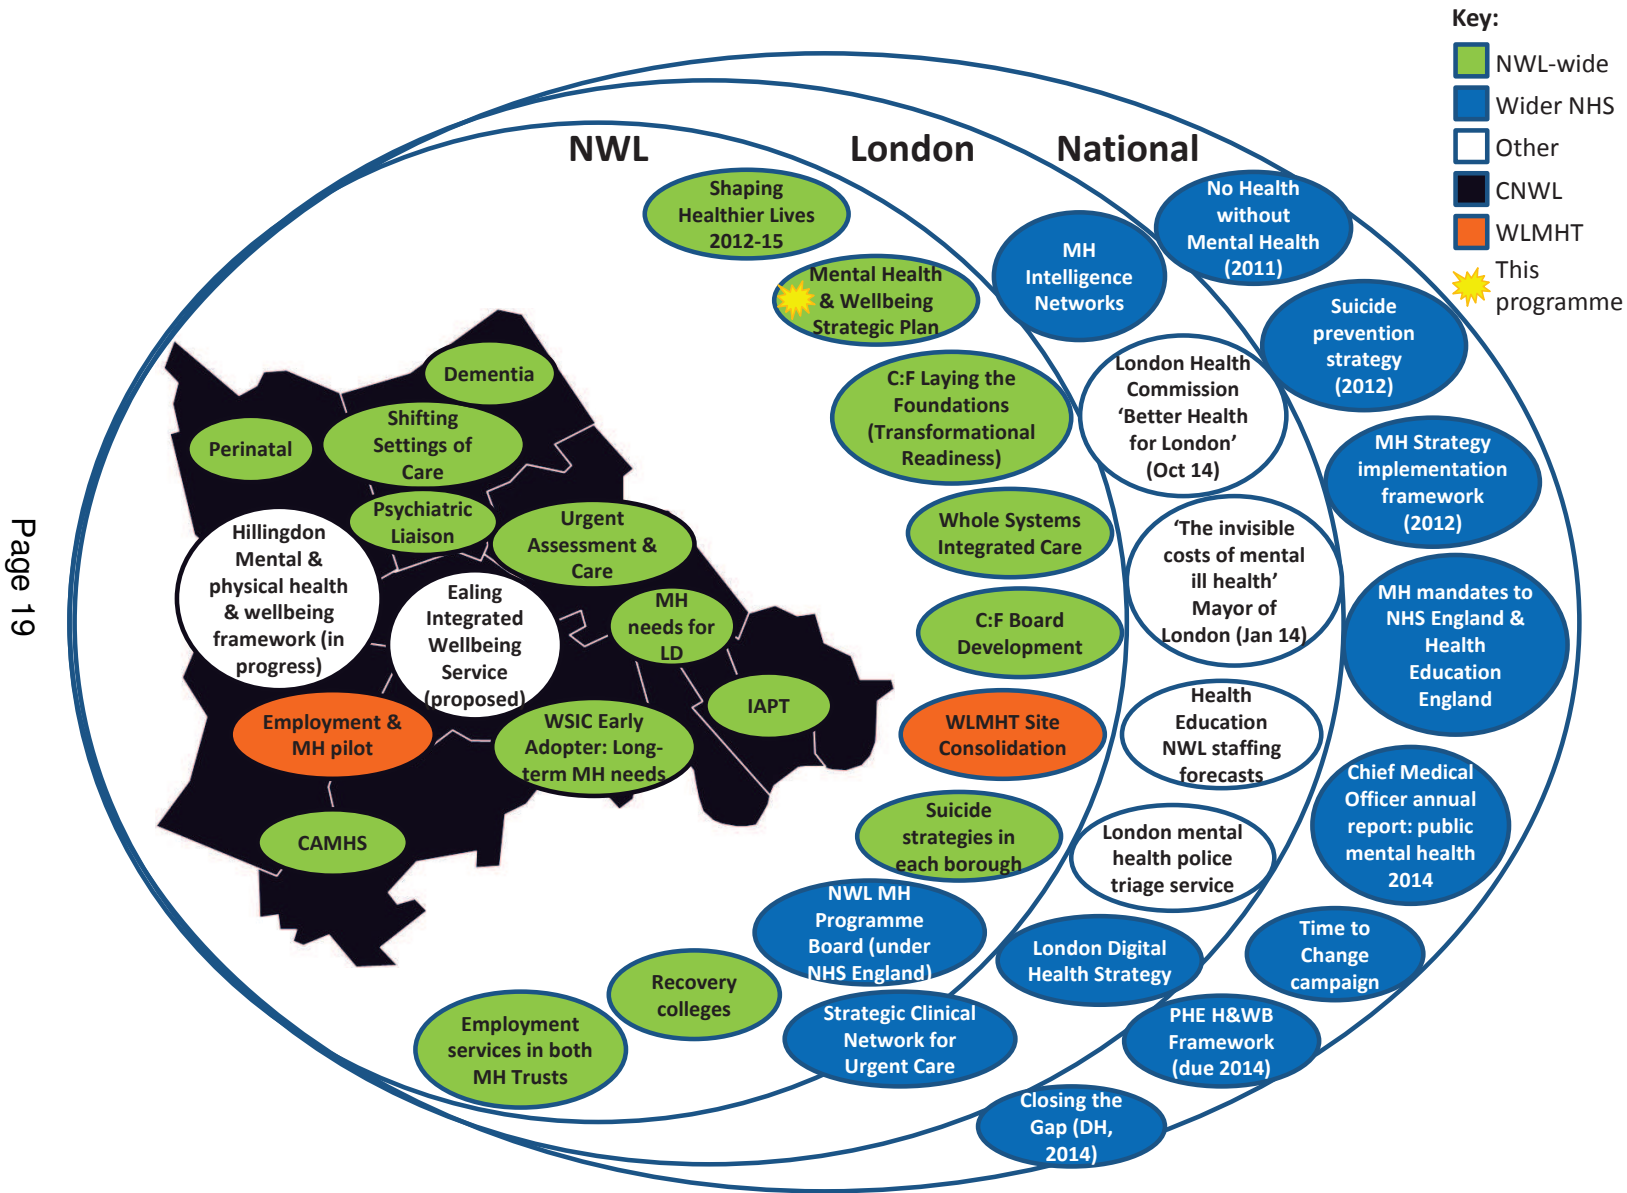 Key:
NWL-wide
Wider NHS
Other
CNWL
WLMHT
This
programme
NWL
London
National
Shaping
Healthier Lives
2012-15
Mental Health
& Wellbeing
Strategic Plan
C:F Laying the
Foundations
(Transformational
Readiness)
Whole Systems
Integrated Care
C:F Board
Development
WLMHT Site
Consolidation
Suicide
strategies in
each borough
NWL MH
Programme
Board (under
NHS England)
Recovery
colleges
Employment
services in both
MH Trusts
Strategic Clinical
Network for
Urgent Care
Dementia
Perinatal
Shifting
Settings of
Care
Psychiatric
Liaison
Urgent
Assessment &
Care
Hillingdon
Mental &
physical health
& wellbeing
framework (in
progress)
Ealing
Integrated
Wellbeing
Service
(proposed)
MH
needs for
LD
IAPT
Employment &
MH pilot
WSIC Early
Adopter: Long-
term MH needs
CAMHS
MH
Intelligence
Networks
London Health
Commission
‘Better Health
for London’
(Oct 14)
‘The invisible
costs of mental
ill health’
Mayor of
London (Jan 14)
Health
Education
NWL staffing
forecasts
London mental
health police
triage service
London Digital
Health Strategy
No Health
without
Mental Health
(2011)
Suicide
prevention
strategy
(2012)
MH Strategy
implementation
framework
(2012)
MH mandates to
NHS England &
Health
Education
England
Chief Medical
Officer annual
report: public
mental health
2014
Time to
Change
campaign
PHE H&WB
Framework
(due 2014)
Closing the
Gap (DH,
2014)
Page 19